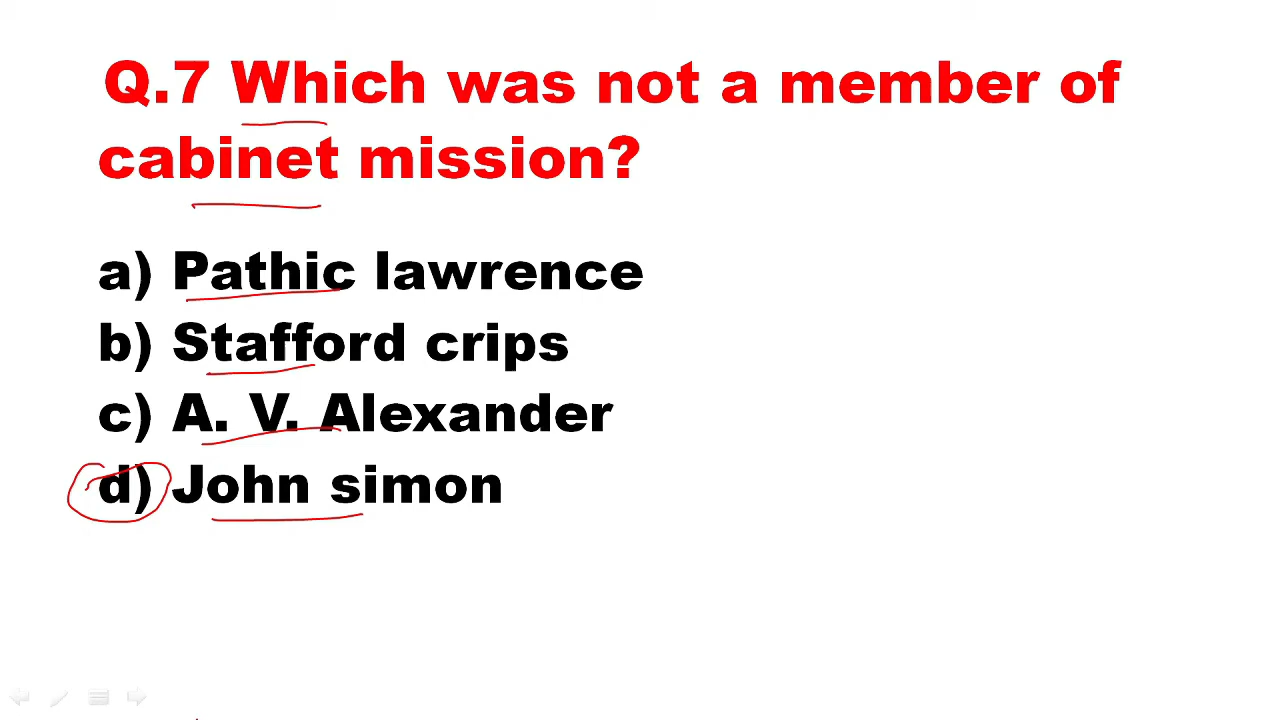 Q.7 Which was not a member of
cabinet mission?
a) Pathic lawrence
b) Stafford crips
c) A. V. Alexander
d) John simon